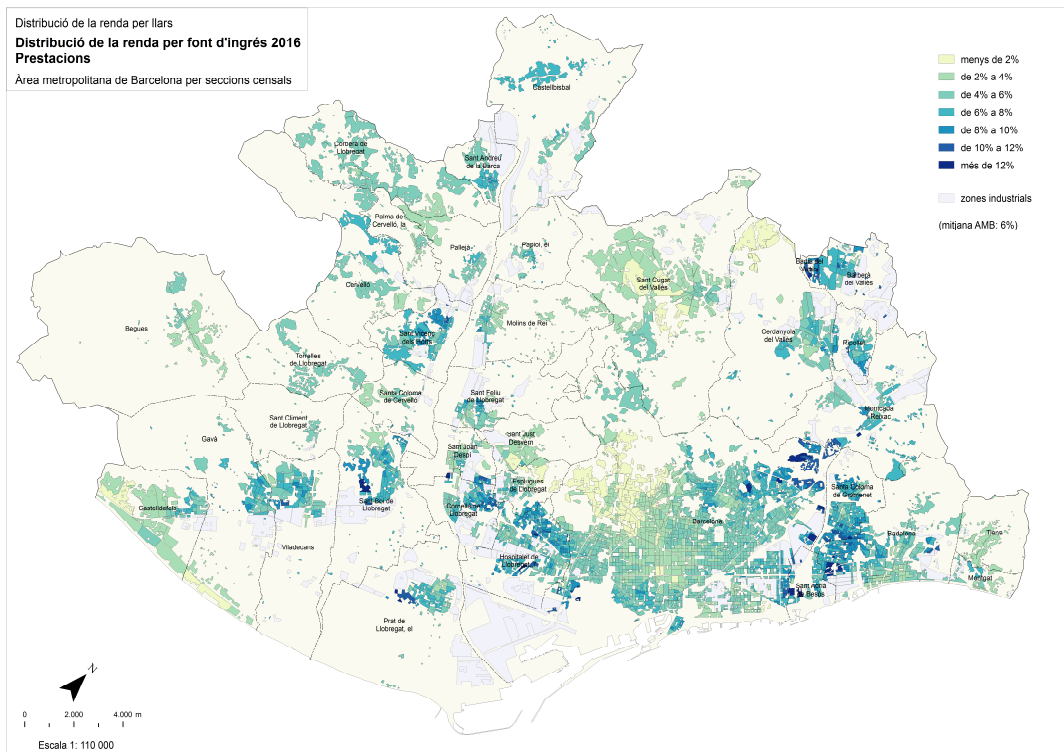 Distribució de la renda per llars
Distribució de la renda per font d'ingrés 2016
Prestacions
Àrea metropolitana de Barcelona per seccions censals
menys de 2%
de 2% a 4%
de 4% a 6%
de 6% a 8%
de 8% a 10%
de 10% a 12%
més de 12%
zones industrials
(mitjana AMB: 6%)
Castellbisbal
Corbera de
Llobregat
Sant Andreu
de la Barca
Palma de
Cervelló, la
Pallejà
Papiol, el
Sant Cugat
del Vallès
Badia del
Vallès
Barberà
del Vallès
Cervelló
Begues
Molins de Rei
Sant Vicenç
dels Horts
Cerdanyola
del Vallès
Ripollet
Torrelles
de Llobregat
Santa Coloma
de Cervelló
Sant Feliu
de Llobregat
Montcada
i Reixac
Sant Climent
de Llobregat
Gavà
Sant Just
Desvern
Sant Joan
Despí
Esplugues
de Llobregat
Santa Coloma
de Gramenet
Castelldefels
Sant Boi de
Llobregat
Cornellà de
Llobregat
Barcelona
Badalona
Tiana
Viladecans
Hospitalet de
Llobregat, l'
Montgat
Sant Adrià
de Besòs
Prat de
Llobregat, el
N
0 2.000 4.000 m
Escala 1: 110 000